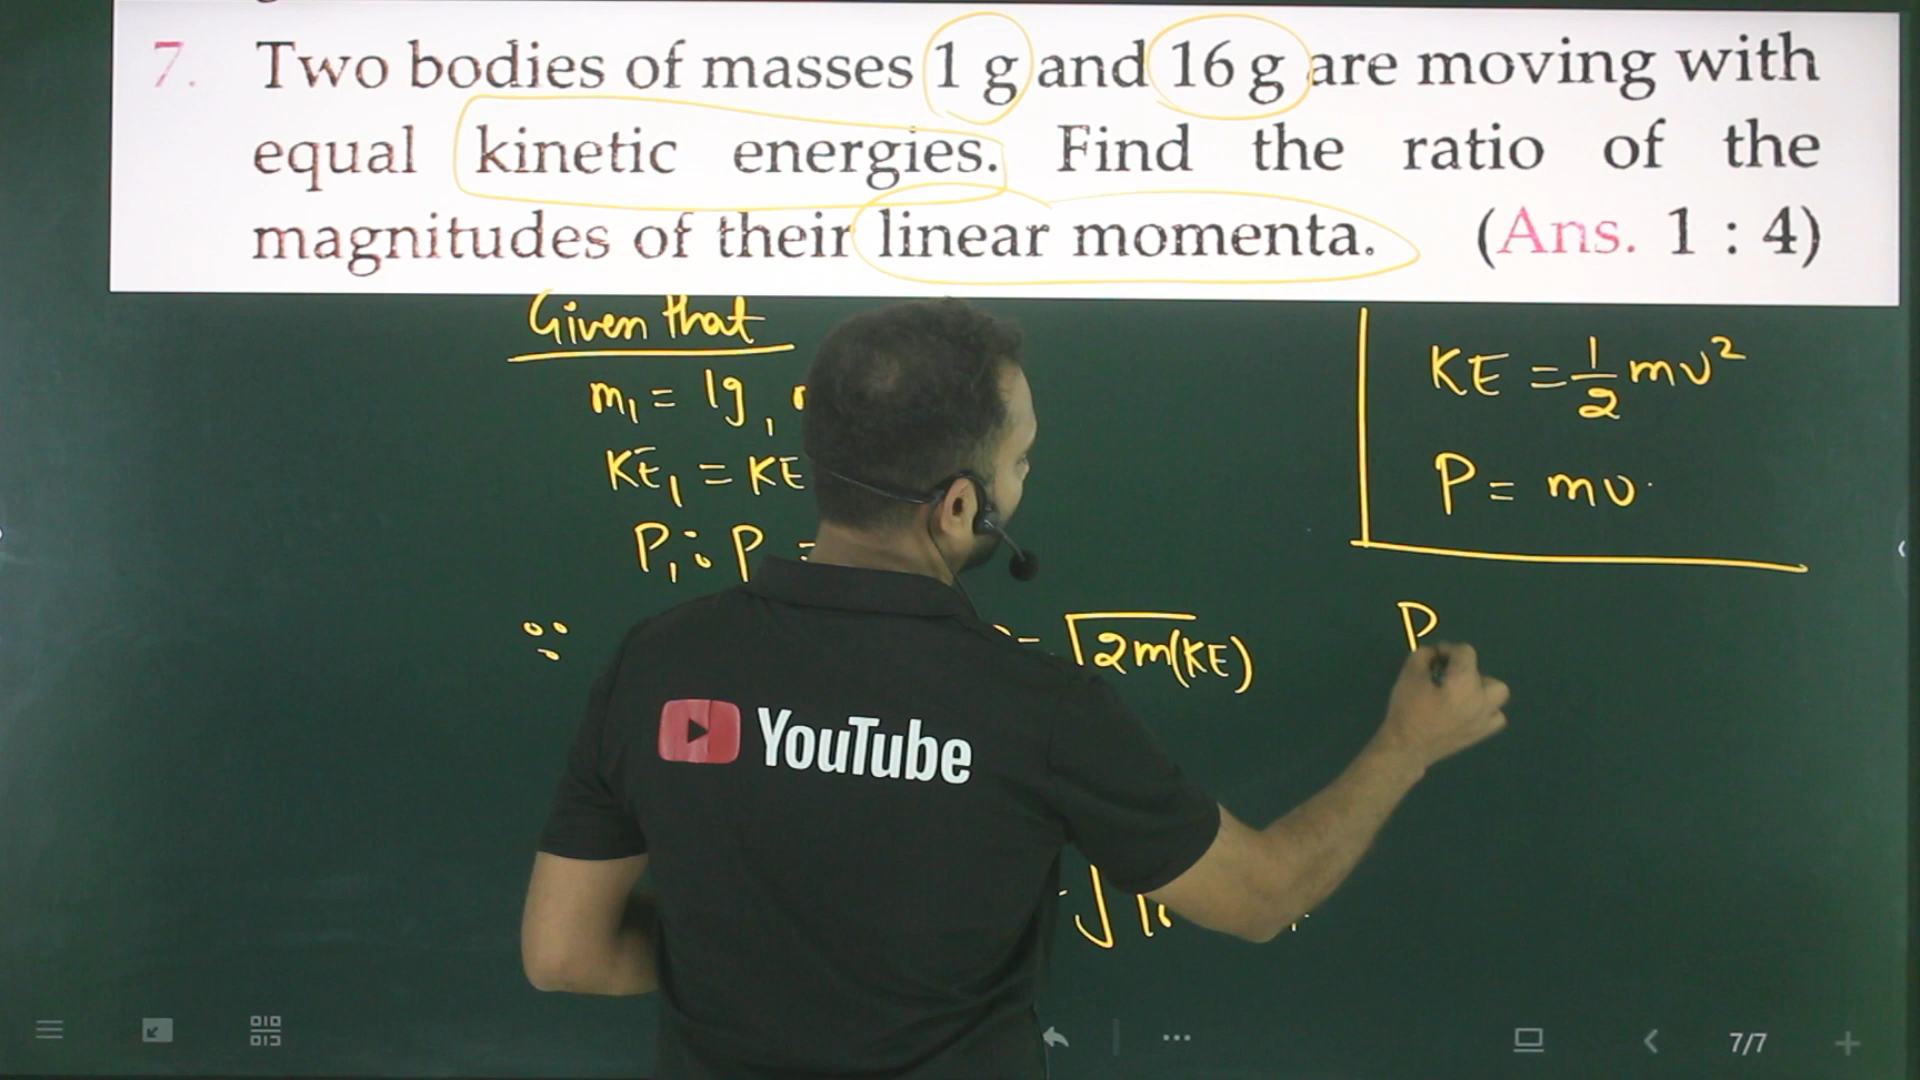 7. Two bodies of masses 1 g and 16 g are moving with
equal kinetic energies. Find the ratio of the
magnitudes of their linear momenta. (Ans. 1 : 4)
Given that
m₁ = 1g,
KE₁ = KE
P₁ : P =
∵ = √2m(KE)
KE = 1/2 mv²
P = mv
P
YouTube
7/7